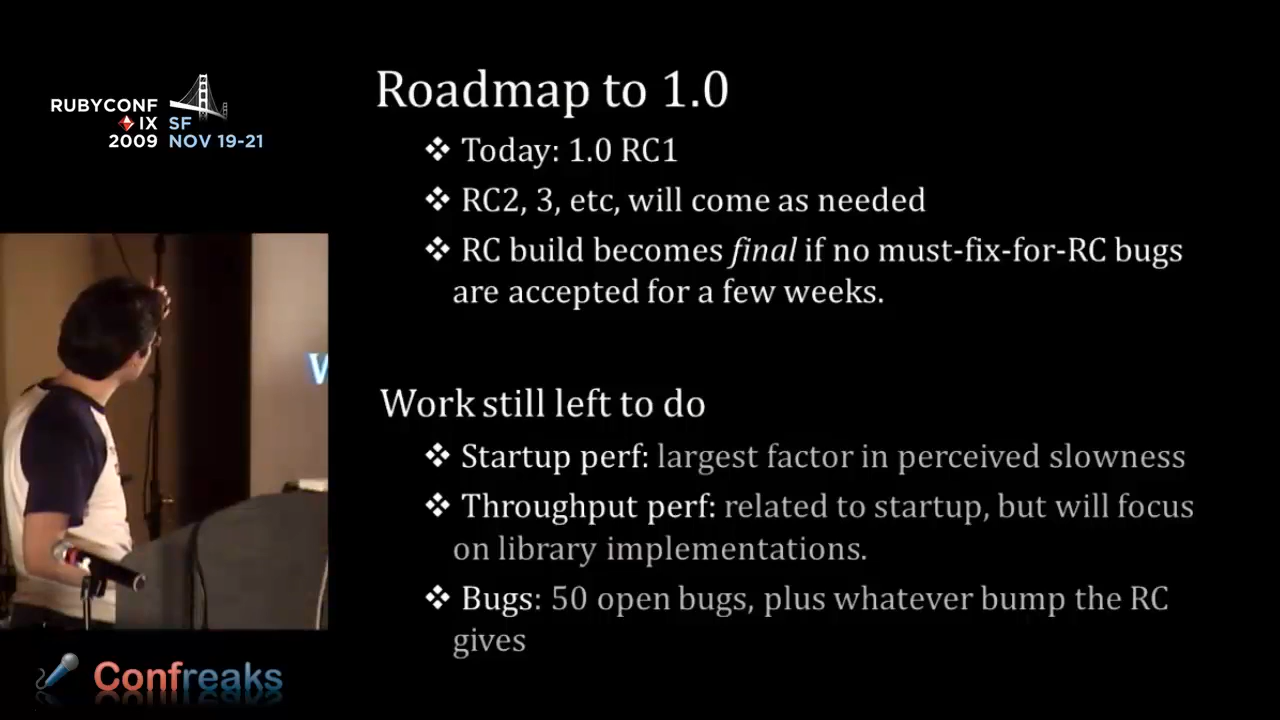 RUBYCONF
IX SF
2009 NOV 19-21
Roadmap to 1.0
❖ Today: 1.0 RC1
❖ RC2, 3, etc, will come as needed
❖ RC build becomes final if no must-fix-for-RC bugs
are accepted for a few weeks.
Work still left to do
❖ Startup perf: largest factor in perceived slowness
❖ Throughput perf: related to startup, but will focus
on library implementations.
❖ Bugs: 50 open bugs, plus whatever bump the RC
gives
Confreaks